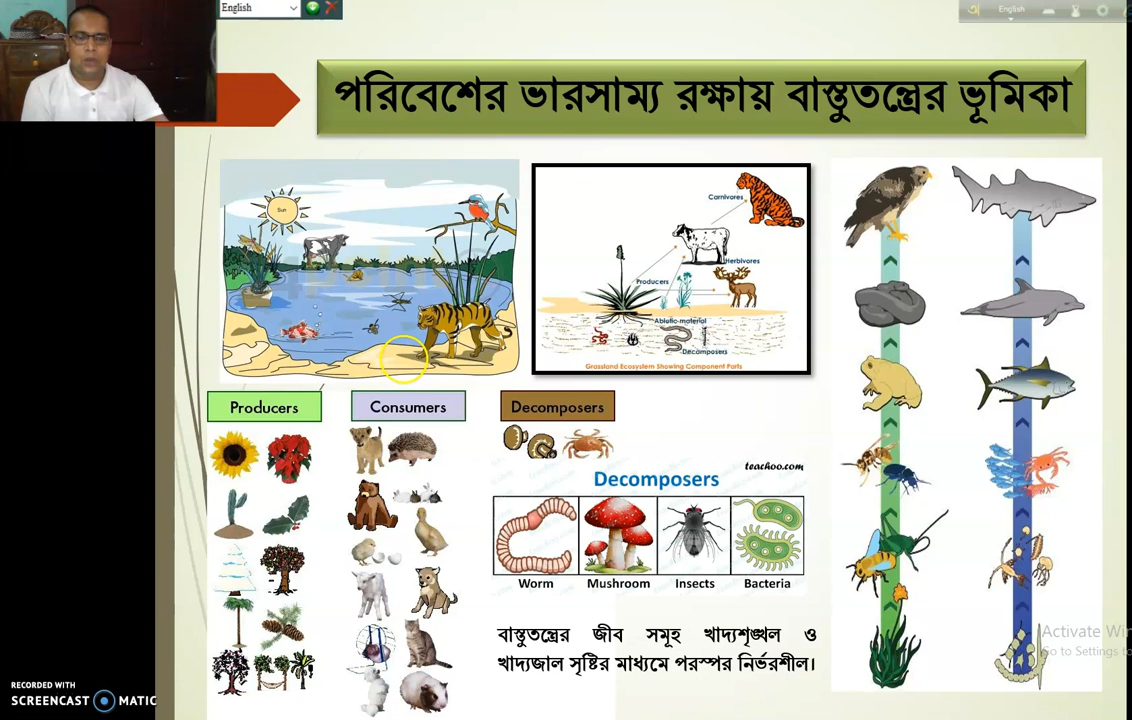 English
English
পরিবেশের ভারসাম্য রক্ষায় বাস্তুতন্ত্রের ভূমিকা
Sun
Carnivores
Herbivores
Producers
Abiotic material
Decomposers
Grassland Ecosystem Showing Component Parts
Producers
Consumers
Decomposers
teachoo.com
Decomposers
Worm
Mushroom
Insects
Bacteria
বাস্তুতন্ত্রের জীব সমূহ খাদ্যশৃঙ্খল ও
খাদ্যজাল সৃষ্টির মাধ্যমে পরস্পর নির্ভরশীল।
Activate Win
Go to Settings to
RECORDED WITH
SCREENCAST MATIC